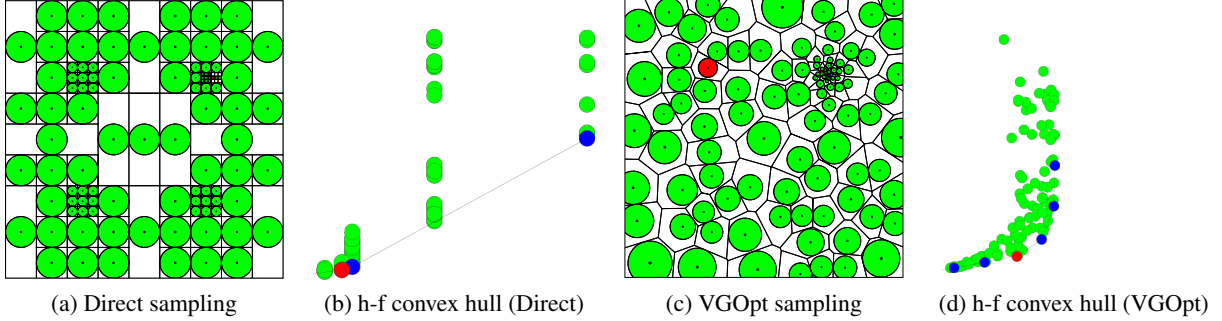 (a) Direct sampling
(b) h-f convex hull (Direct)
(c) VGOpt sampling
(d) h-f convex hull (VGOpt)